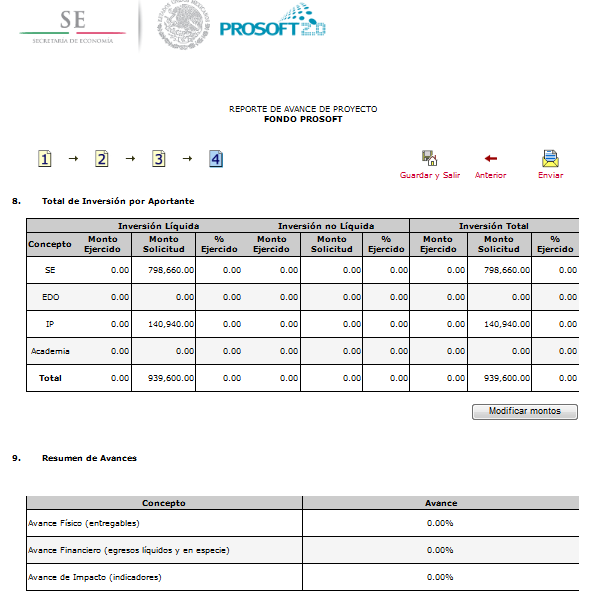 SE
SECRETARÍA DE ECONOMÍA
PROSOFT 2.0
REPORTE DE AVANCE DE PROYECTO
FONDO PROSOFT
1 → 2 → 3 → 4
Guardar y Salir Anterior Enviar
8. Total de Inversión por Aportante
Inversión Líquida Inversión no Líquida Inversión Total
Concepto Monto Ejercido Monto Solicitud % Ejercido Monto Ejercido Monto Solicitud % Ejercido Monto Ejercido Monto Solicitud % Ejercido
SE 0.00 798,660.00 0.00 0.00 0.00 0.00 0.00 798,660.00 0.00
EDO 0.00 0.00 0.00 0.00 0.00 0.00 0.00 0.00 0.00
IP 0.00 140,940.00 0.00 0.00 0.00 0.00 0.00 140,940.00 0.00
Academia 0.00 0.00 0.00 0.00 0.00 0.00 0.00 0.00 0.00
Total 0.00 939,600.00 0.00 0.00 0.00 0.00 0.00 939,600.00 0.00
Modificar montos
9. Resumen de Avances
Concepto Avance
Avance Físico (entregables) 0.00%
Avance Financiero (egresos líquidos y en especie) 0.00%
Avance de Impacto (indicadores) 0.00%